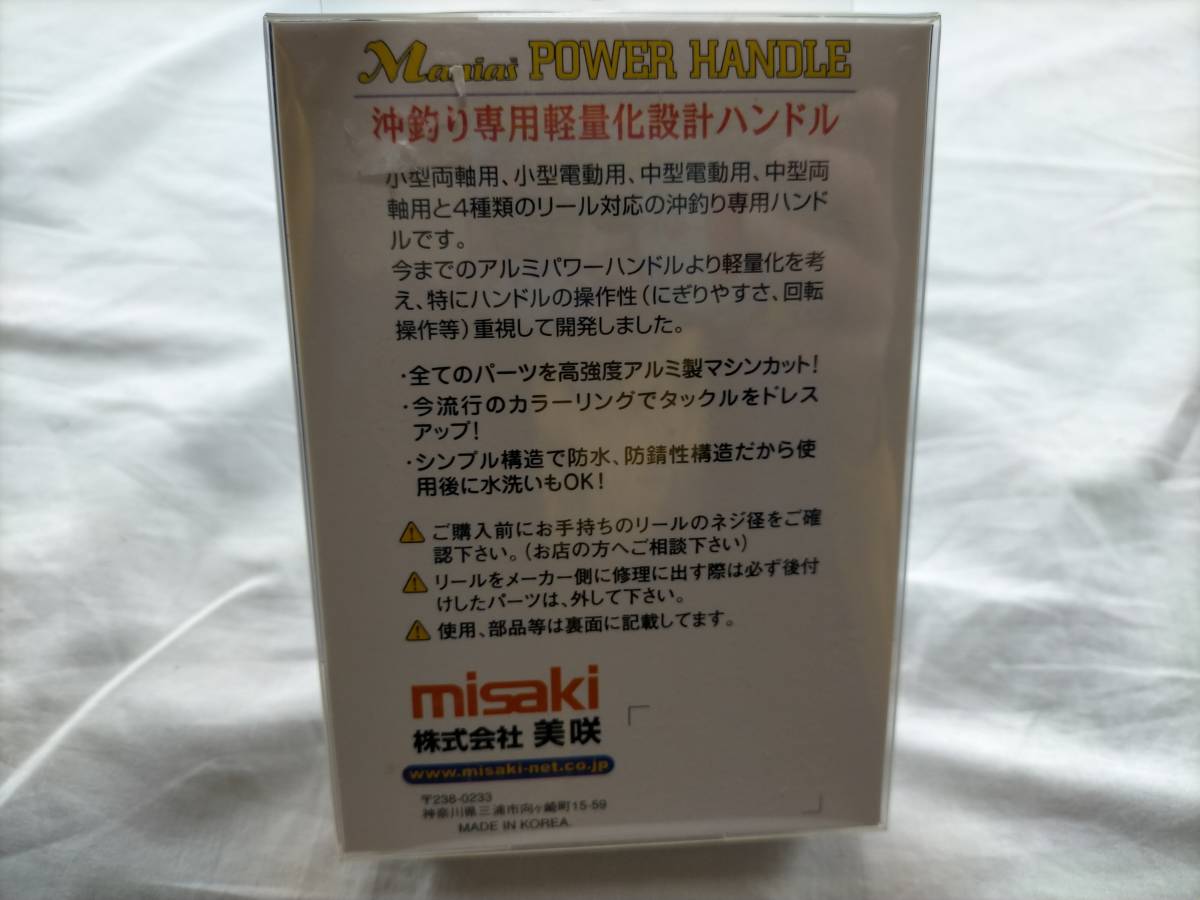 Manias POWER HANDLE
沖釣り専用軽量化設計ハンドル
小型両軸用、小型電動用、中型電動用、中型両
軸用と4種類のリール対応の沖釣り専用ハンド
ルです。
今までのアルミパワーハンドルより軽量化を考
え、特にハンドルの操作性(にぎりやすさ、回転
操作等)重視して開発しました。
・全てのパーツを高強度アルミ製マシンカット!
・今流行のカラーリングでタックルをドレス
アップ!
・シンプル構造で防水、防錆性構造だから使
用後に水洗いもOK!
ご購入前にお手持ちのリールのネジ径をご確
認下さい。(お店の方へご相談下さい)
リールをメーカー側に修理に出す際は必ず後付
けしたパーツは、外して下さい。
使用、部品等は裏面に記載してます。
misaki
株式会社 美咲
www.misaki-net.co.jp
〒238-0233
神奈川県三浦市向ヶ崎町15-59
MADE IN KOREA.